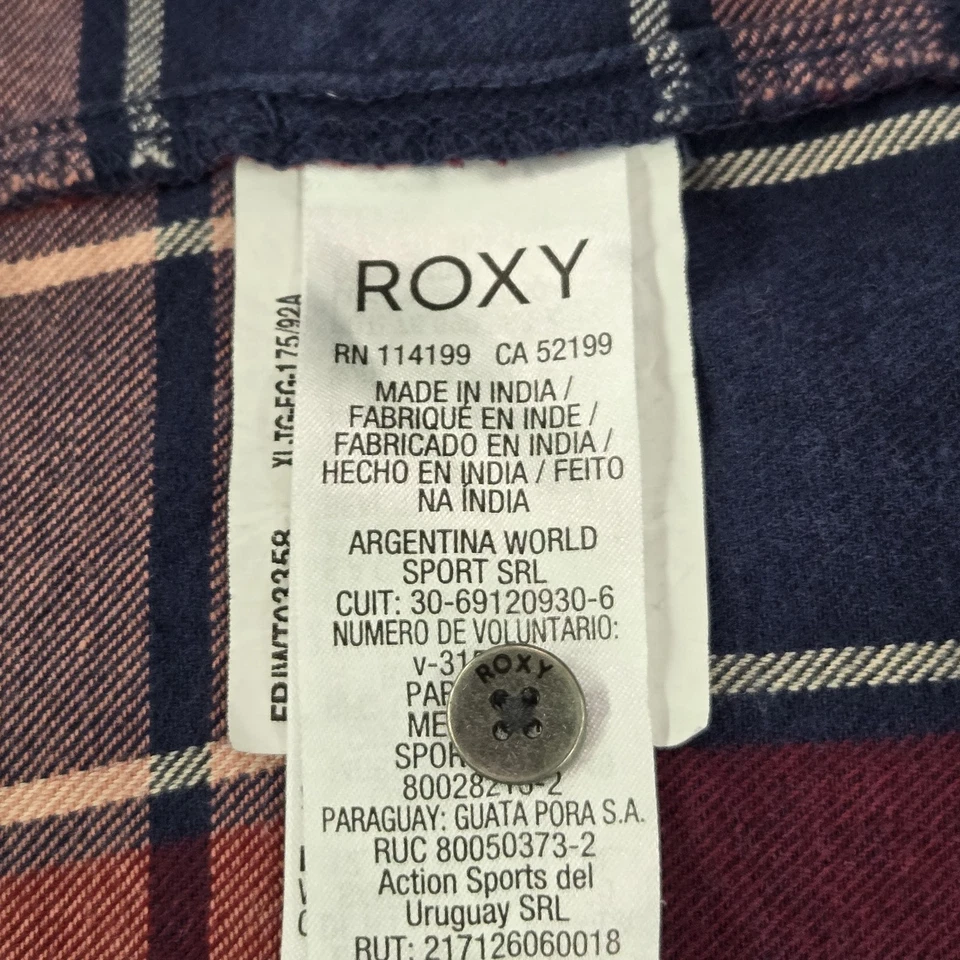 ROXY
RN 114199 CA 52199
MADE IN INDIA /
FABRIQUÉ EN INDE /
FABRICADO EN INDIA /
HECHO EN INDIA / FEITO
NA ÍNDIA
ARGENTINA WORLD
SPORT SRL
CUIT: 30-69120930-6
NUMERO DE VOLUNTARIO:
ROXY
PARAGUAY: GUATA PORA S.A.
RUC 80050373-2
Action Sports del
Uruguay SRL
RUT: 217126060018
XL-TG-EG-175/92A